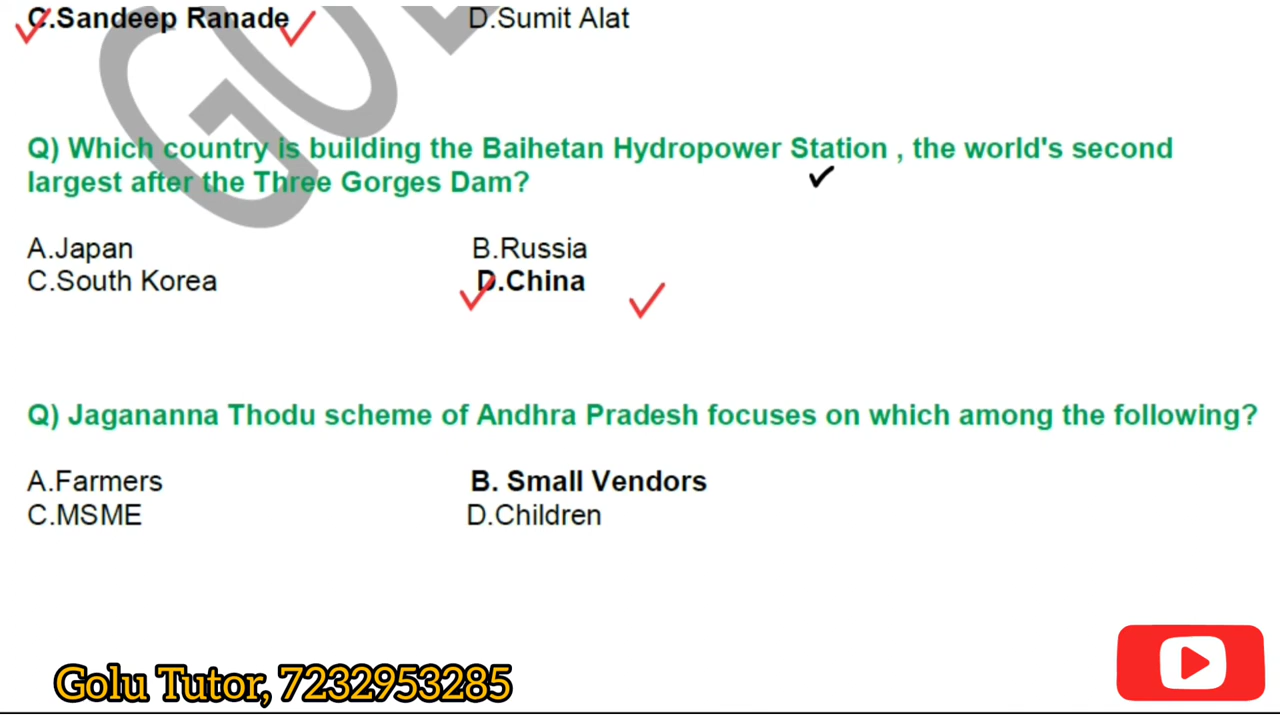 C.Sandeep Ranade D.Sumit Alat
Q) Which country is building the Baihetan Hydropower Station , the world's second
largest after the Three Gorges Dam?
A.Japan B.Russia
C.South Korea D.China
Q) Jagananna Thodu scheme of Andhra Pradesh focuses on which among the following?
A.Farmers B. Small Vendors
C.MSME D.Children
Golu Tutor, 7232953285